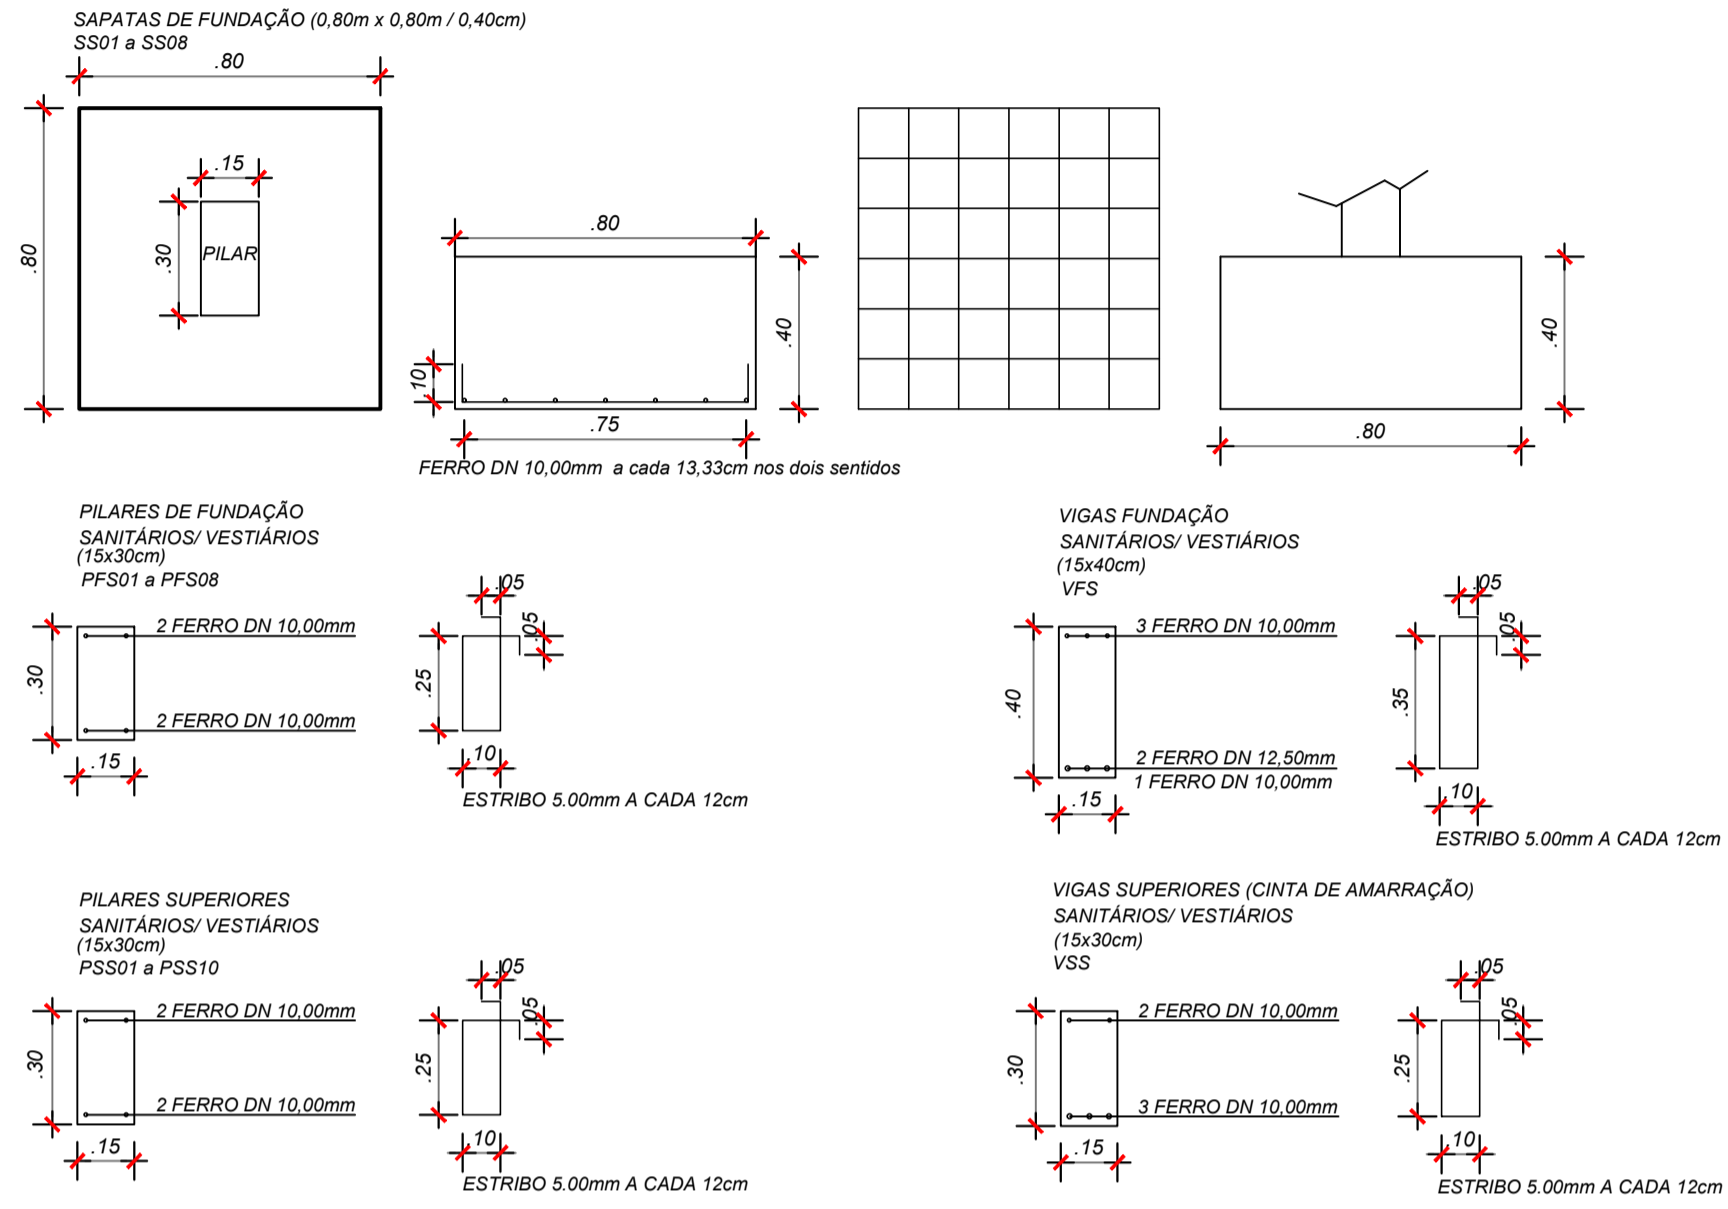 SAPATAS DE FUNDAÇÃO (0,80m x 0,80m / 0,40cm)
SS01 a SS08
.80
.80
.15
.30
PILAR
.80
.40
.10
.75
FERRO DN 10,00mm a cada 13,33cm nos dois sentidos
.40
.80
PILARES DE FUNDAÇÃO
SANITÁRIOS/ VESTIÁRIOS
(15x30cm)
PFS01 a PFS08
2 FERRO DN 10,00mm
.30
2 FERRO DN 10,00mm
.15
.05
.05
.25
.10
ESTRIBO 5.00mm A CADA 12cm
VIGAS FUNDAÇÃO
SANITÁRIOS/ VESTIÁRIOS
(15x40cm)
VFS
3 FERRO DN 10,00mm
.40
2 FERRO DN 12,50mm
1 FERRO DN 10,00mm
.15
.05
.05
.35
.10
ESTRIBO 5.00mm A CADA 12cm
PILARES SUPERIORES
SANITÁRIOS/ VESTIÁRIOS
(15x30cm)
PSS01 a PSS10
2 FERRO DN 10,00mm
.30
2 FERRO DN 10,00mm
.15
.05
.05
.25
.10
ESTRIBO 5.00mm A CADA 12cm
VIGAS SUPERIORES (CINTA DE AMARRAÇÃO)
SANITÁRIOS/ VESTIÁRIOS
(15x30cm)
VSS
2 FERRO DN 10,00mm
.30
3 FERRO DN 10,00mm
.15
.05
.05
.25
.10
ESTRIBO 5.00mm A CADA 12cm